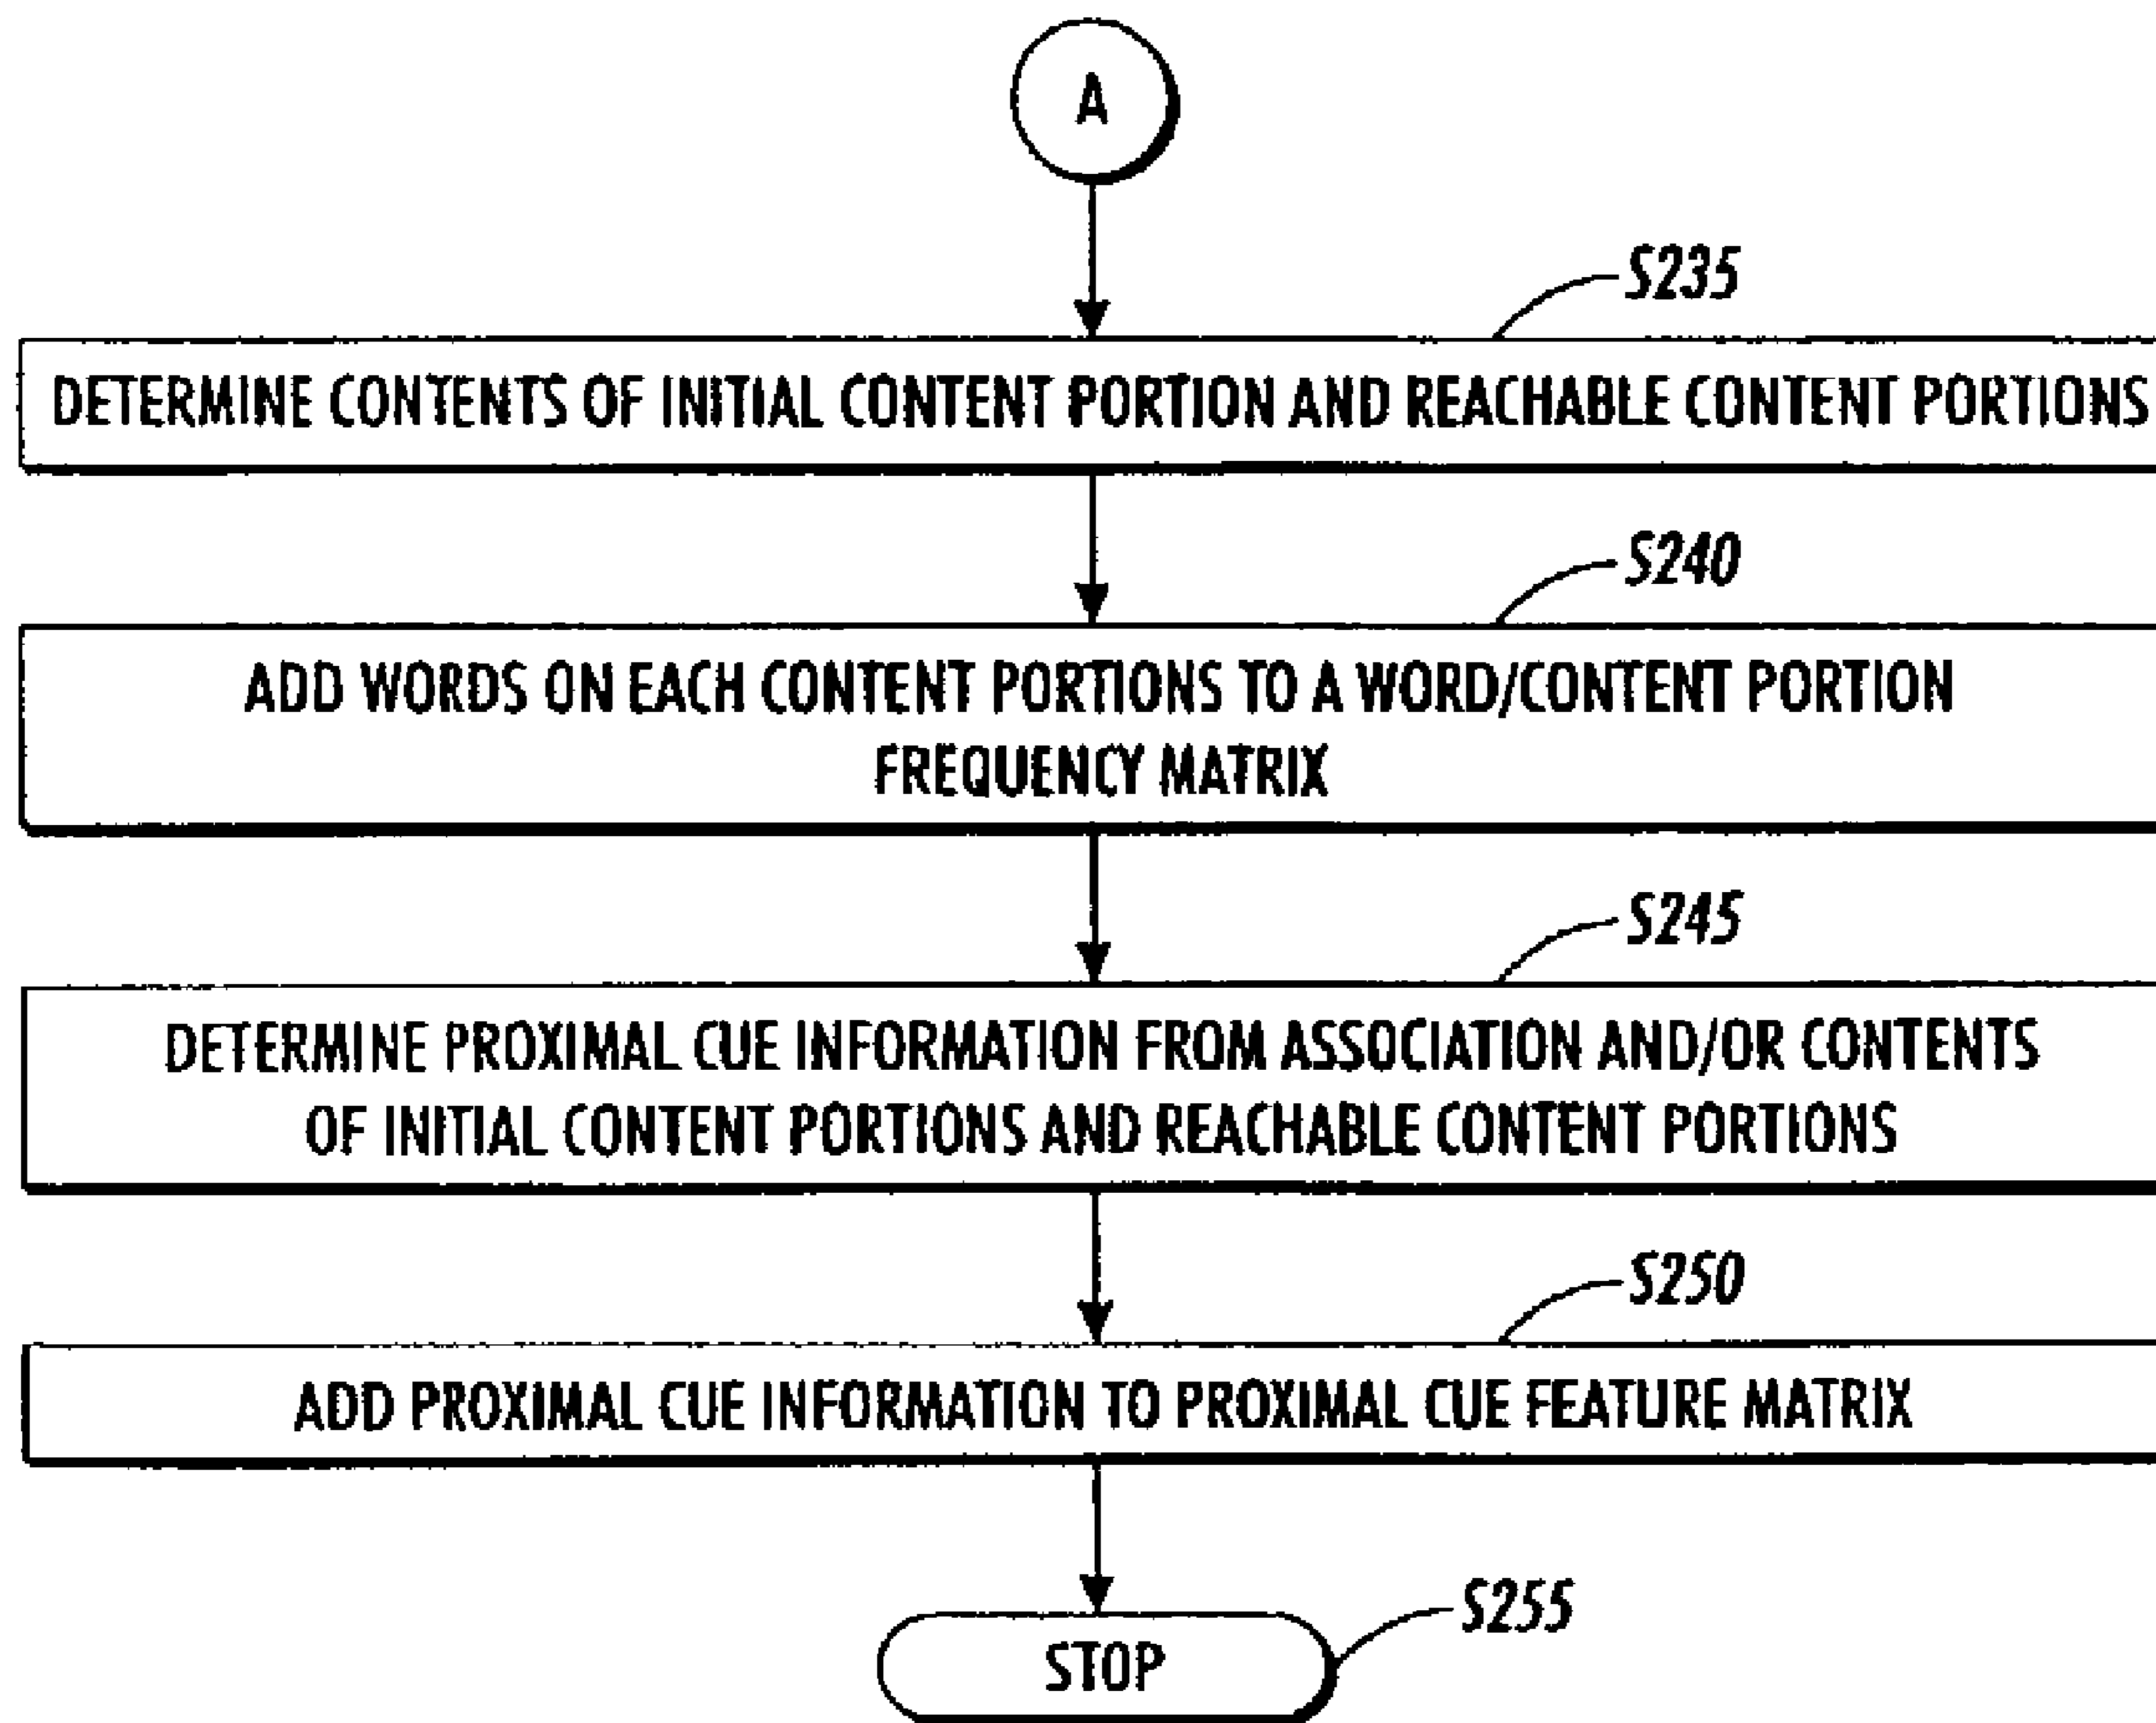 A
S235
DETERMINE CONTENTS OF INITIAL CONTENT PORTION AND REACHABLE CONTENT PORTIONS
S240
ADD WORDS ON EACH CONTENT PORTIONS TO A WORD/CONTENT PORTION
FREQUENCY MATRIX
S245
DETERMINE PROXIMAL CUE INFORMATION FROM ASSOCIATION AND/OR CONTENTS
OF INITIAL CONTENT PORTIONS AND REACHABLE CONTENT PORTIONS
S250
ADD PROXIMAL CUE INFORMATION TO PROXIMAL CUE FEATURE MATRIX
S255
STOP